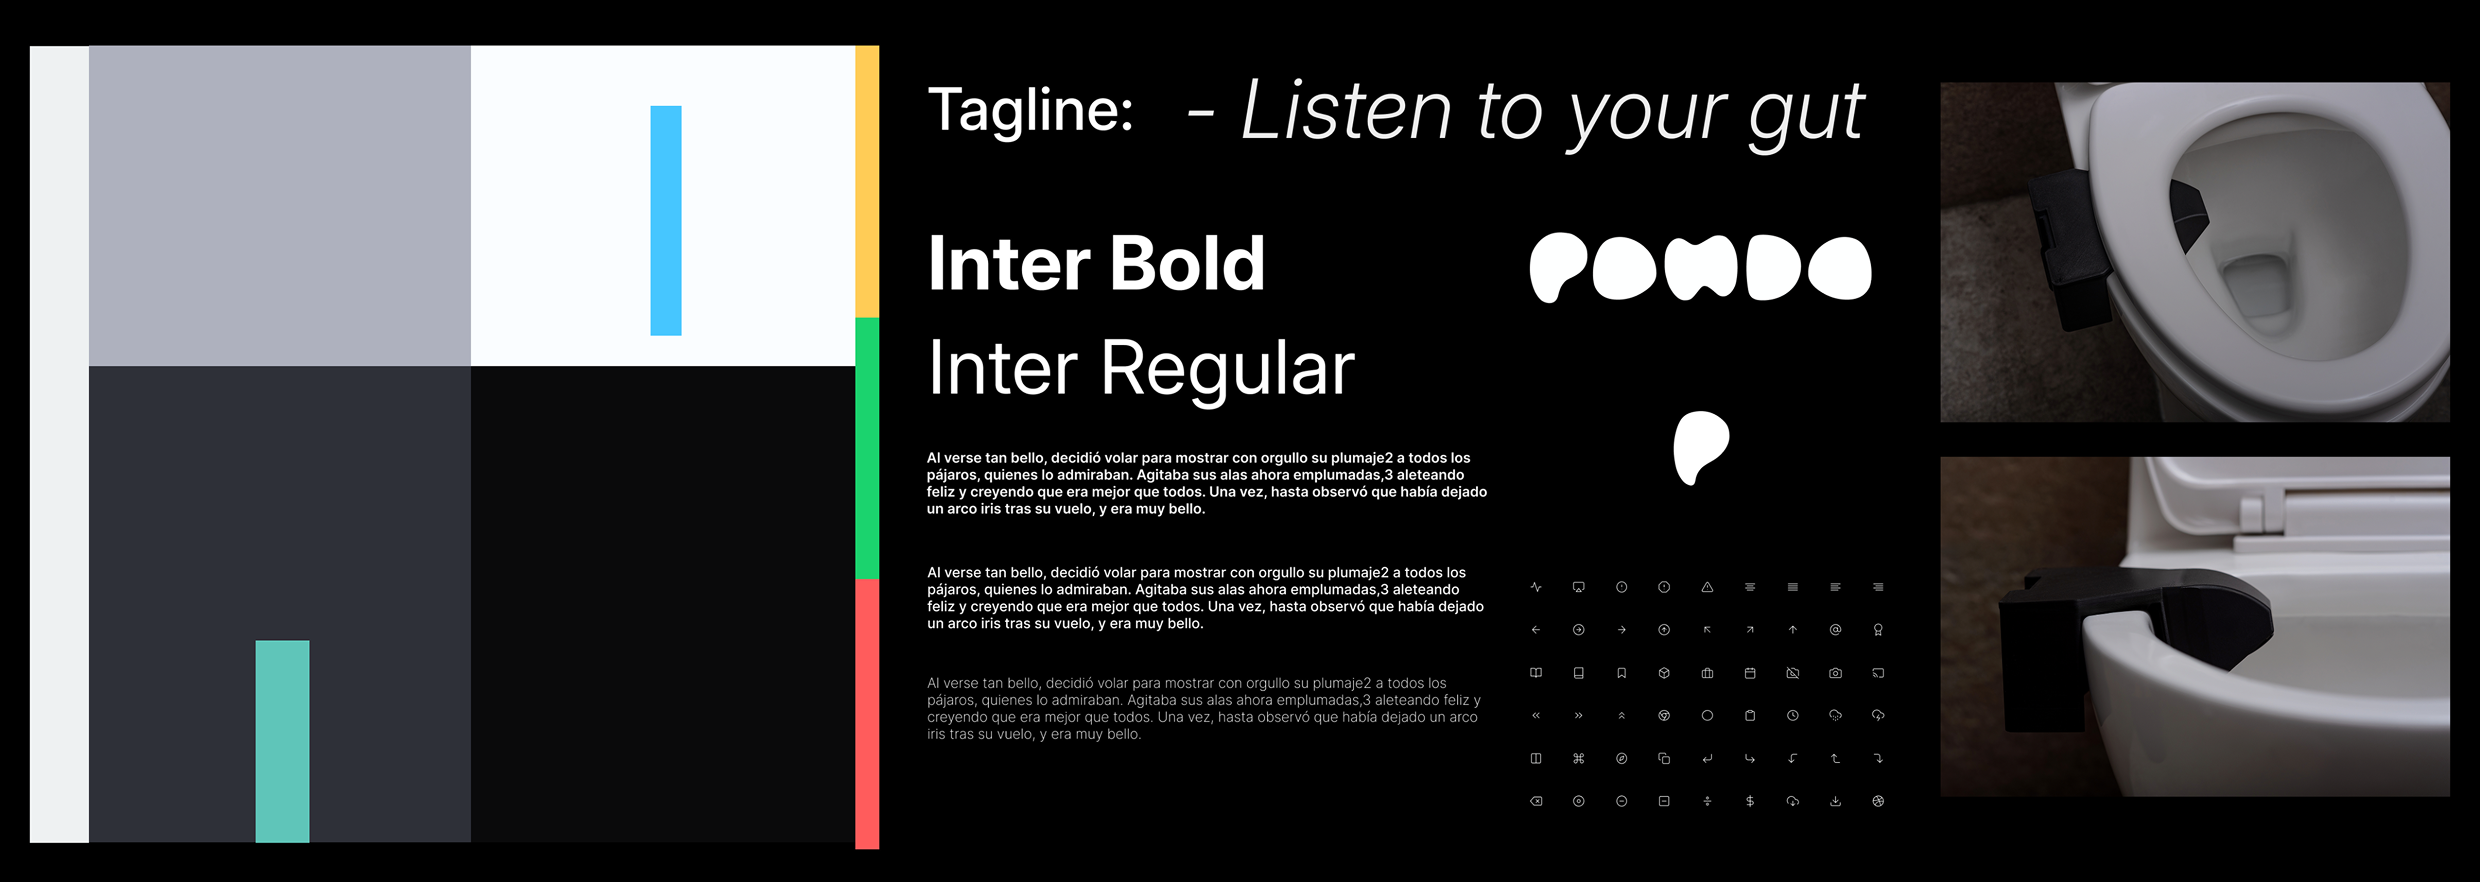 Tagline: - Listen to your gut
Inter Bold
PONDO
Inter Regular
Al verse tan bello, decidió volar para mostrar con orgullo su plumaje2 a todos los
pájaros, quienes lo admiraban. Agitaba sus alas ahora emplumadas,3 aleteando
feliz y creyendo que era mejor que todos. Una vez, hasta observó que había dejado
un arco iris tras su vuelo, y era muy bello.
Al verse tan bello, decidió volar para mostrar con orgullo su plumaje2 a todos los
pájaros, quienes lo admiraban. Agitaba sus alas ahora emplumadas,3 aleteando
feliz y creyendo que era mejor que todos. Una vez, hasta observó que había dejado
un arco iris tras su vuelo, y era muy bello.
Al verse tan bello, decidió volar para mostrar con orgullo su plumaje2 a todos los
pájaros, quienes lo admiraban. Agitaba sus alas ahora emplumadas,3 aleteando feliz y
creyendo que era mejor que todos. Una vez, hasta observó que había dejado un arco
iris tras su vuelo, y era muy bello.